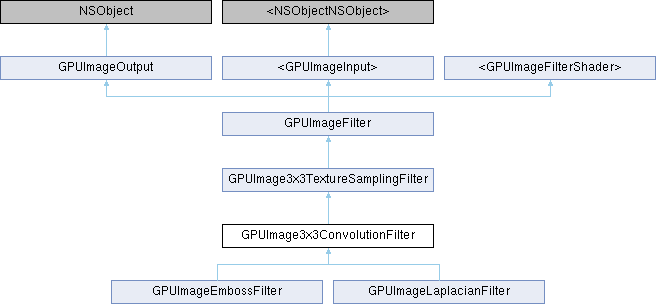 NSObject
<NSObjectNSObject>
GPUImageOutput
<GPUImageInput>
<GPUImageFilterShader>
GPUImageFilter
GPUImage3x3TextureSamplingFilter
GPUImage3x3ConvolutionFilter
GPUImageEmbossFilter
GPUImageLaplacianFilter